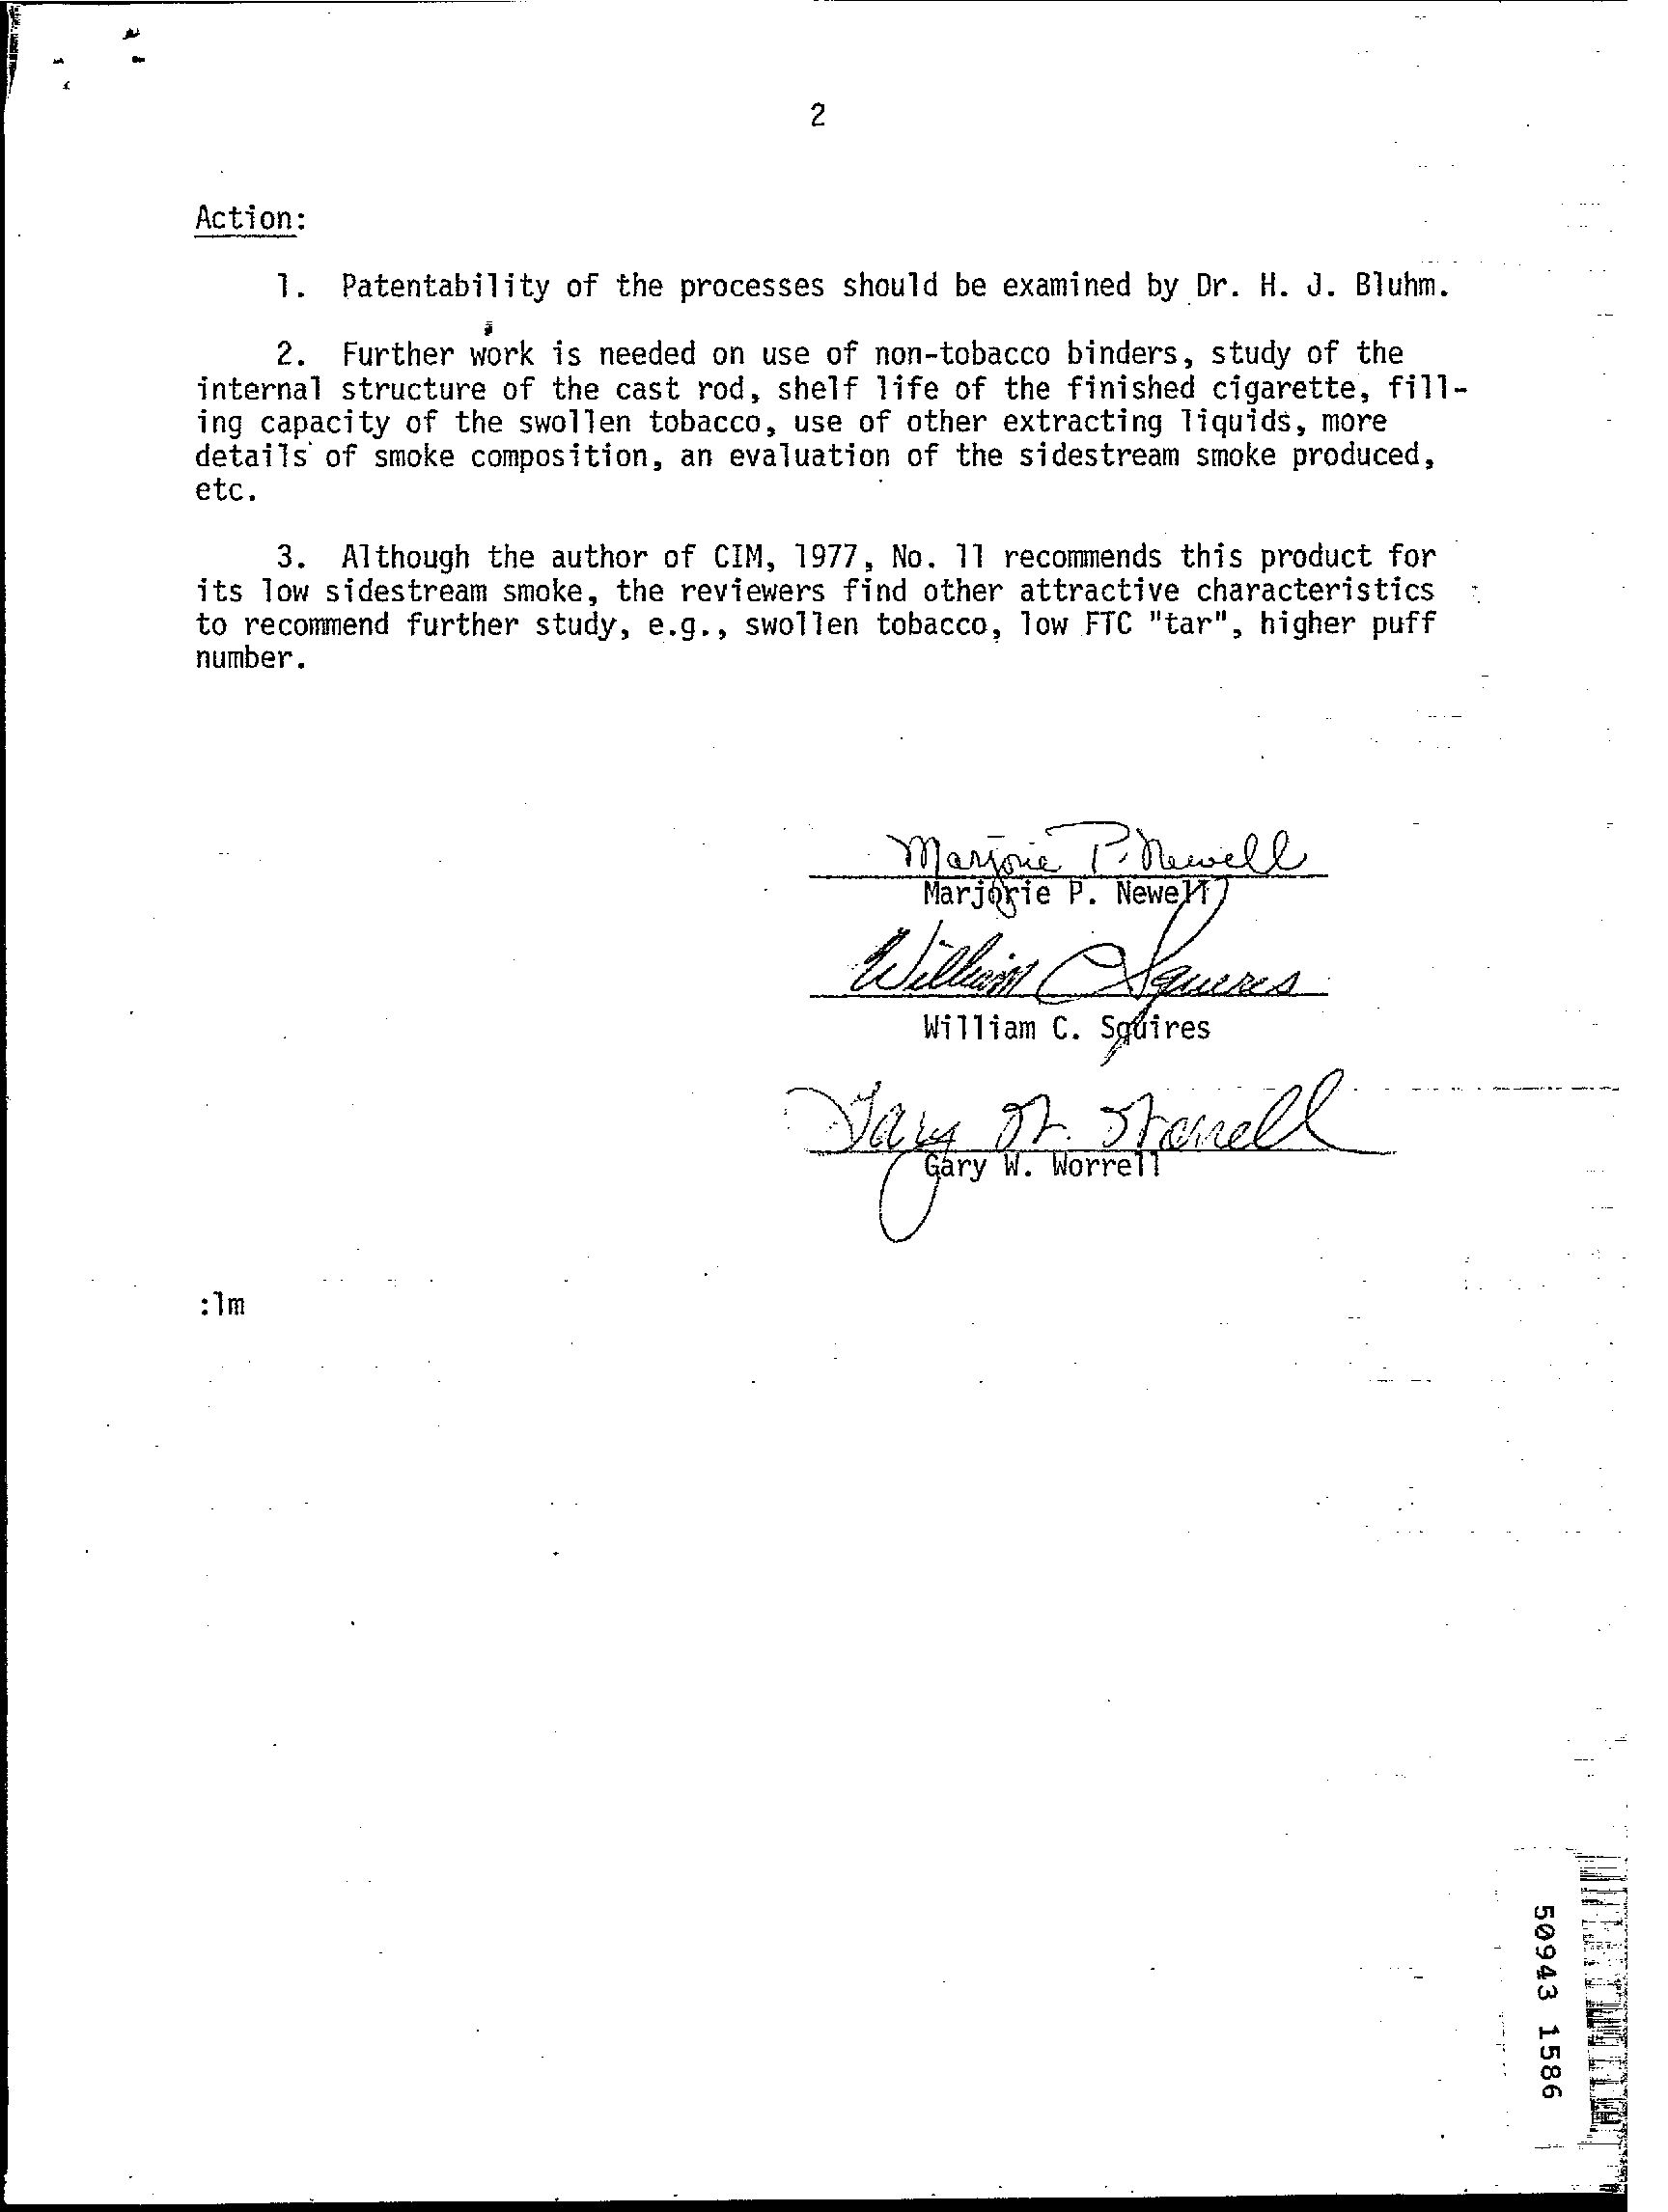 2
Action:
1. Patentability of the processes should be examined by Dr. H. J. Bluhm.
2. Further work is needed on use of non-tobacco binders, study of the
internal structure of the cast rod, shelf life of the finished cigarette, fill-
ing capacity of the swollen tobacco, use of other extracting liquids, more
details of smoke composition, an evaluation of the sidestream smoke produced,
etc.
3. Although the author of CIM, 1977, No. 11 recommends this product for
its low sidestream smoke, the reviewers find other attractive characteristics
to recommend further study, e.g., swollen tobacco, low FTC "tar", higher puff
number.
Marjorie P. Newell
Marjorie P. Newell
William C Squires
William C. Squires
Gary W. Worrell
Gary W. Worrell
:lm
50943 1586